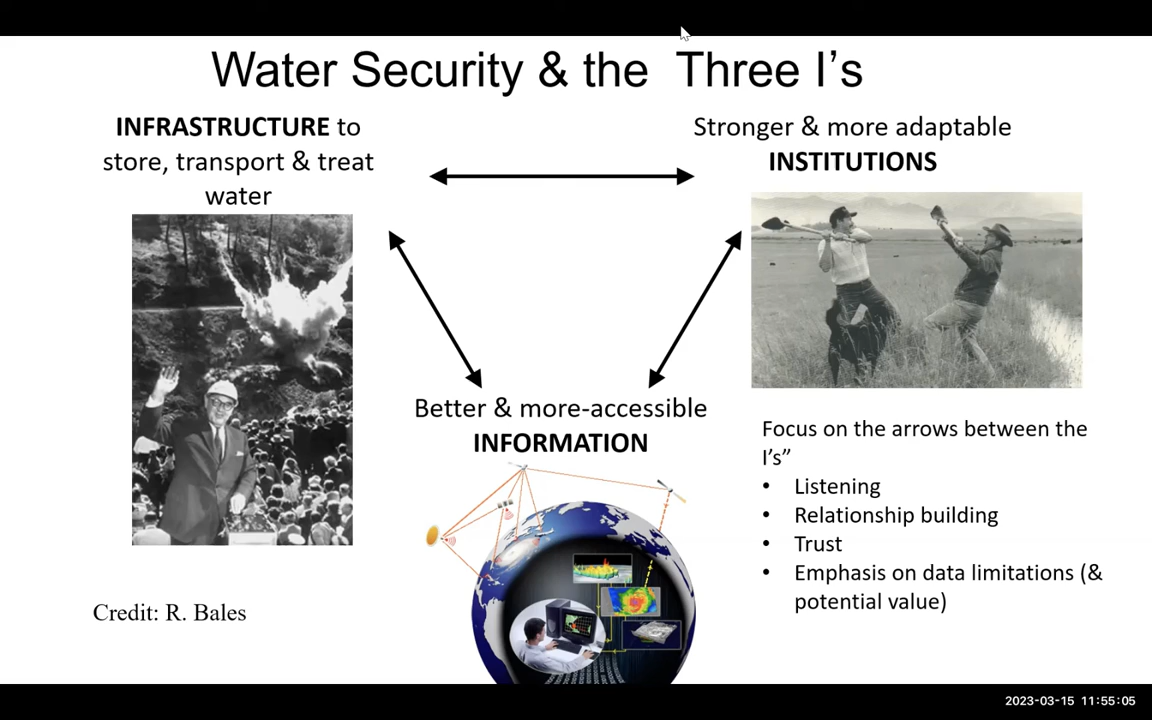 Water Security & the Three I's
INFRASTRUCTURE to
store, transport & treat
water
Stronger & more adaptable
INSTITUTIONS
Better & more-accessible
INFORMATION
Focus on the arrows between the
I's”
• Listening
• Relationship building
• Trust
• Emphasis on data limitations (&
potential value)
Credit: R. Bales
2023-03-15 11:55:05